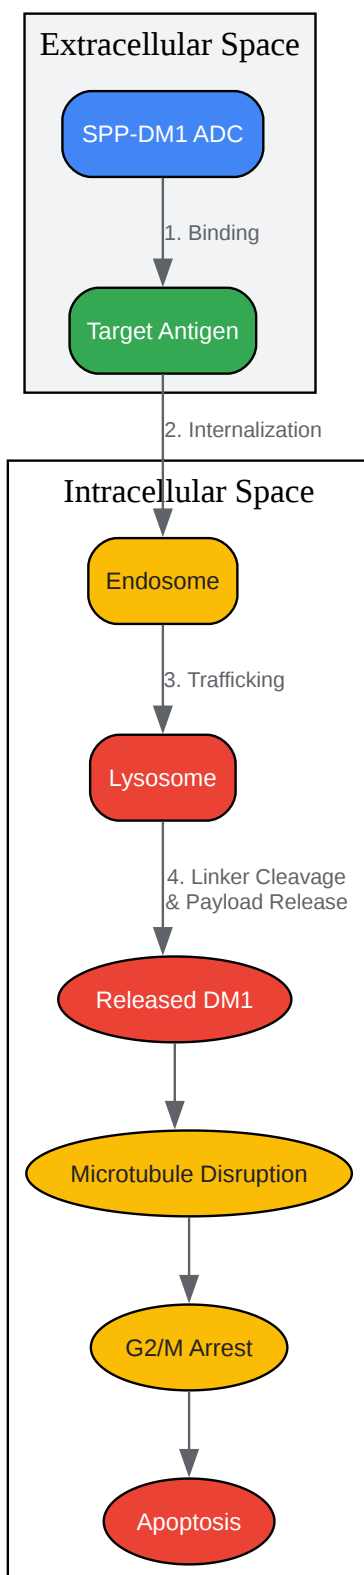 Extracellular Space
SPP-DM1 ADC
1. Binding
Target Antigen
2. Internalization
Intracellular Space
Endosome
3. Trafficking
Lysosome
4. Linker Cleavage
& Payload Release
Released DM1
Microtubule Disruption
G2/M Arrest
Apoptosis